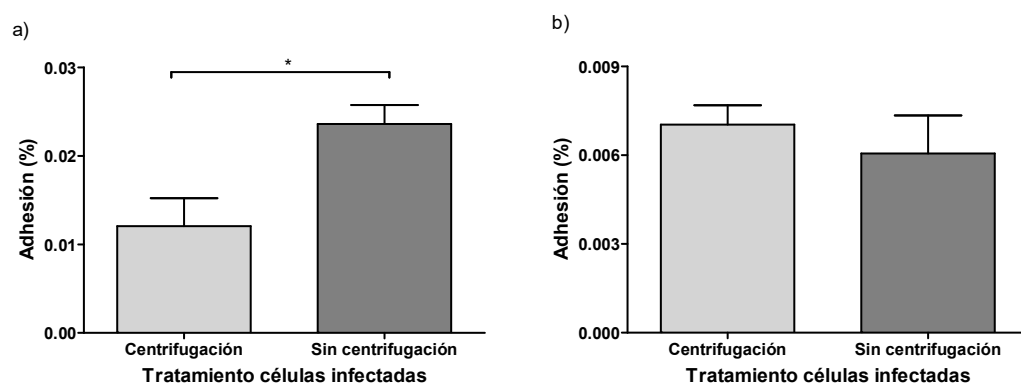 a)
Adhesión (%)
0.03
0.02
0.01
0.00
*
Centrifugación
Sin centrifugación
Tratamiento células infectadas
b)
Adhesión (%)
0.009
0.006
0.003
0.000
Centrifugación
Sin centrifugación
Tratamiento células infectadas